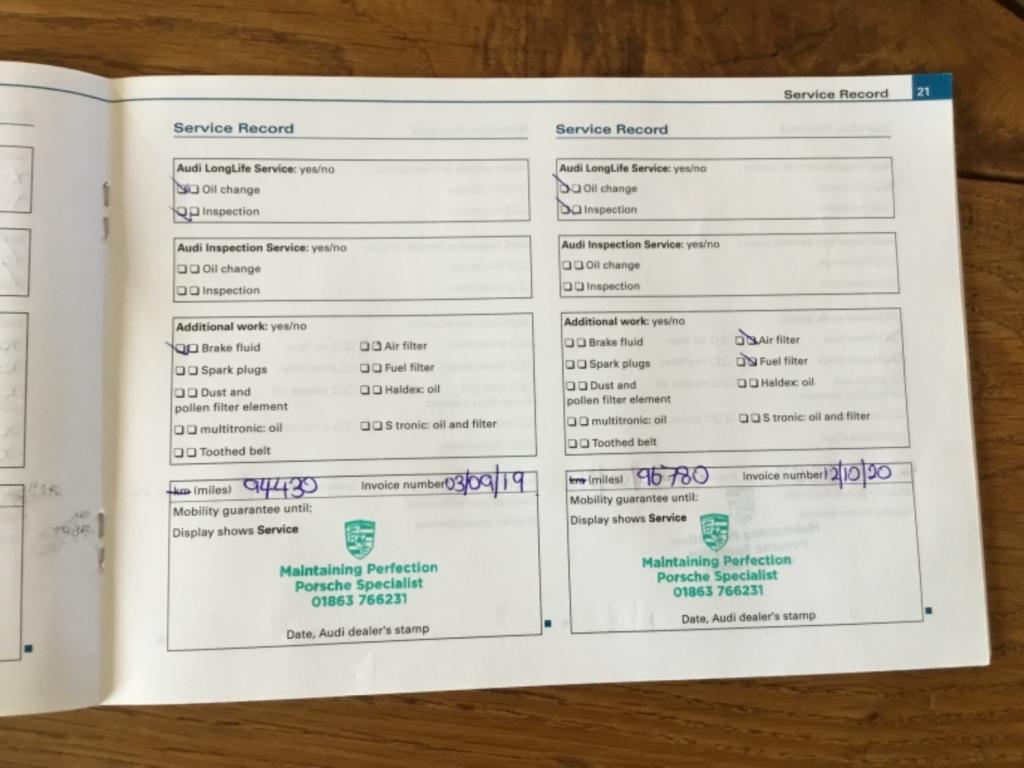 Service Record 21
Service Record
Audi LongLife Service: yes/no
Oil change
Inspection
Audi Inspection Service: yes/no
Oil change
Inspection
Additional work: yes/no
Brake fluid Air filter
Spark plugs Fuel filter
Dust and Haldex: oil
pollen filter element
multitronic: oil S tronic: oil and filter
Toothed belt
km (miles) 94430 Invoice number 03/09/19
Mobility guarantee until:
Display shows Service
Maintaining Perfection
Porsche Specialist
01863 766231
Date, Audi dealer's stamp
Service Record
Audi LongLife Service: yes/no
Oil change
Inspection
Audi Inspection Service: yes/no
Oil change
Inspection
Additional work: yes/no
Brake fluid Air filter
Spark plugs Fuel filter
Dust and Haldex: oil
pollen filter element
multitronic: oil S tronic: oil and filter
Toothed belt
km (miles) 96780 Invoice number 12/10/20
Mobility guarantee until:
Display shows Service
Maintaining Perfection
Porsche Specialist
01863 766231
Date, Audi dealer's stamp